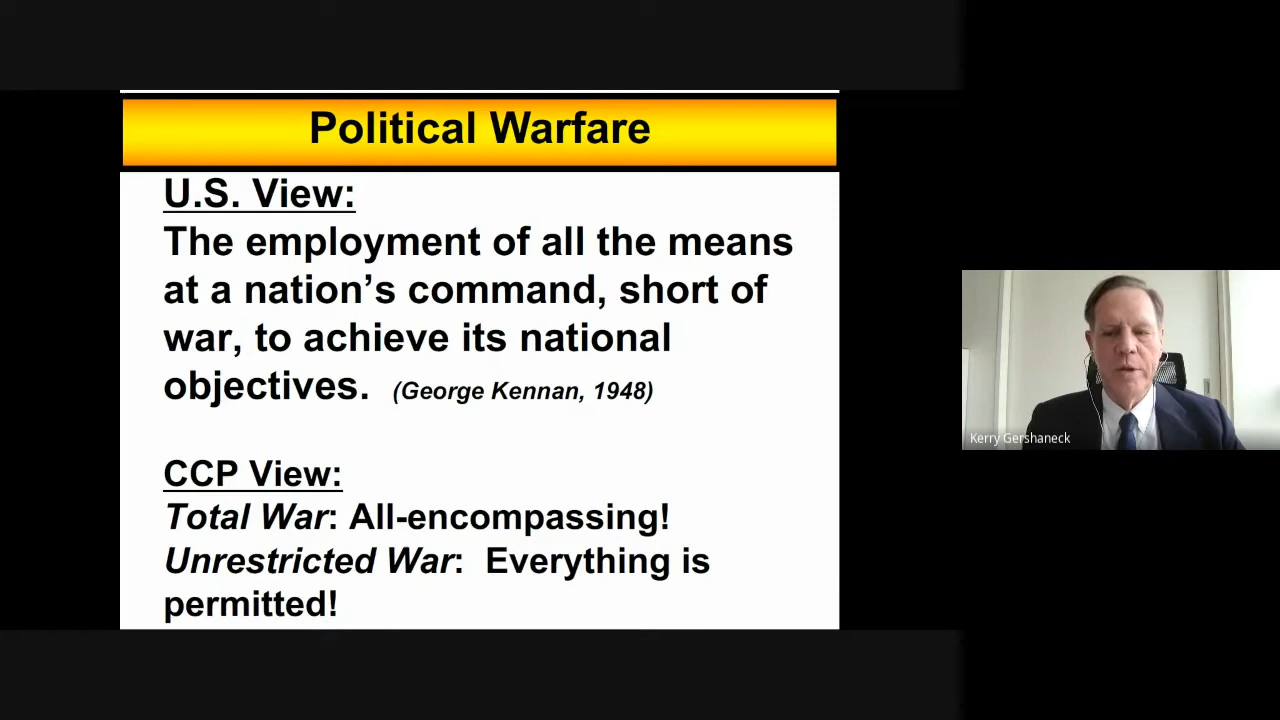 Political Warfare
U.S. View:
The employment of all the means
at a nation’s command, short of
war, to achieve its national
objectives. (George Kennan, 1948)
CCP View:
Total War: All-encompassing!
Unrestricted War: Everything is
permitted!
Kerry Gershaneck